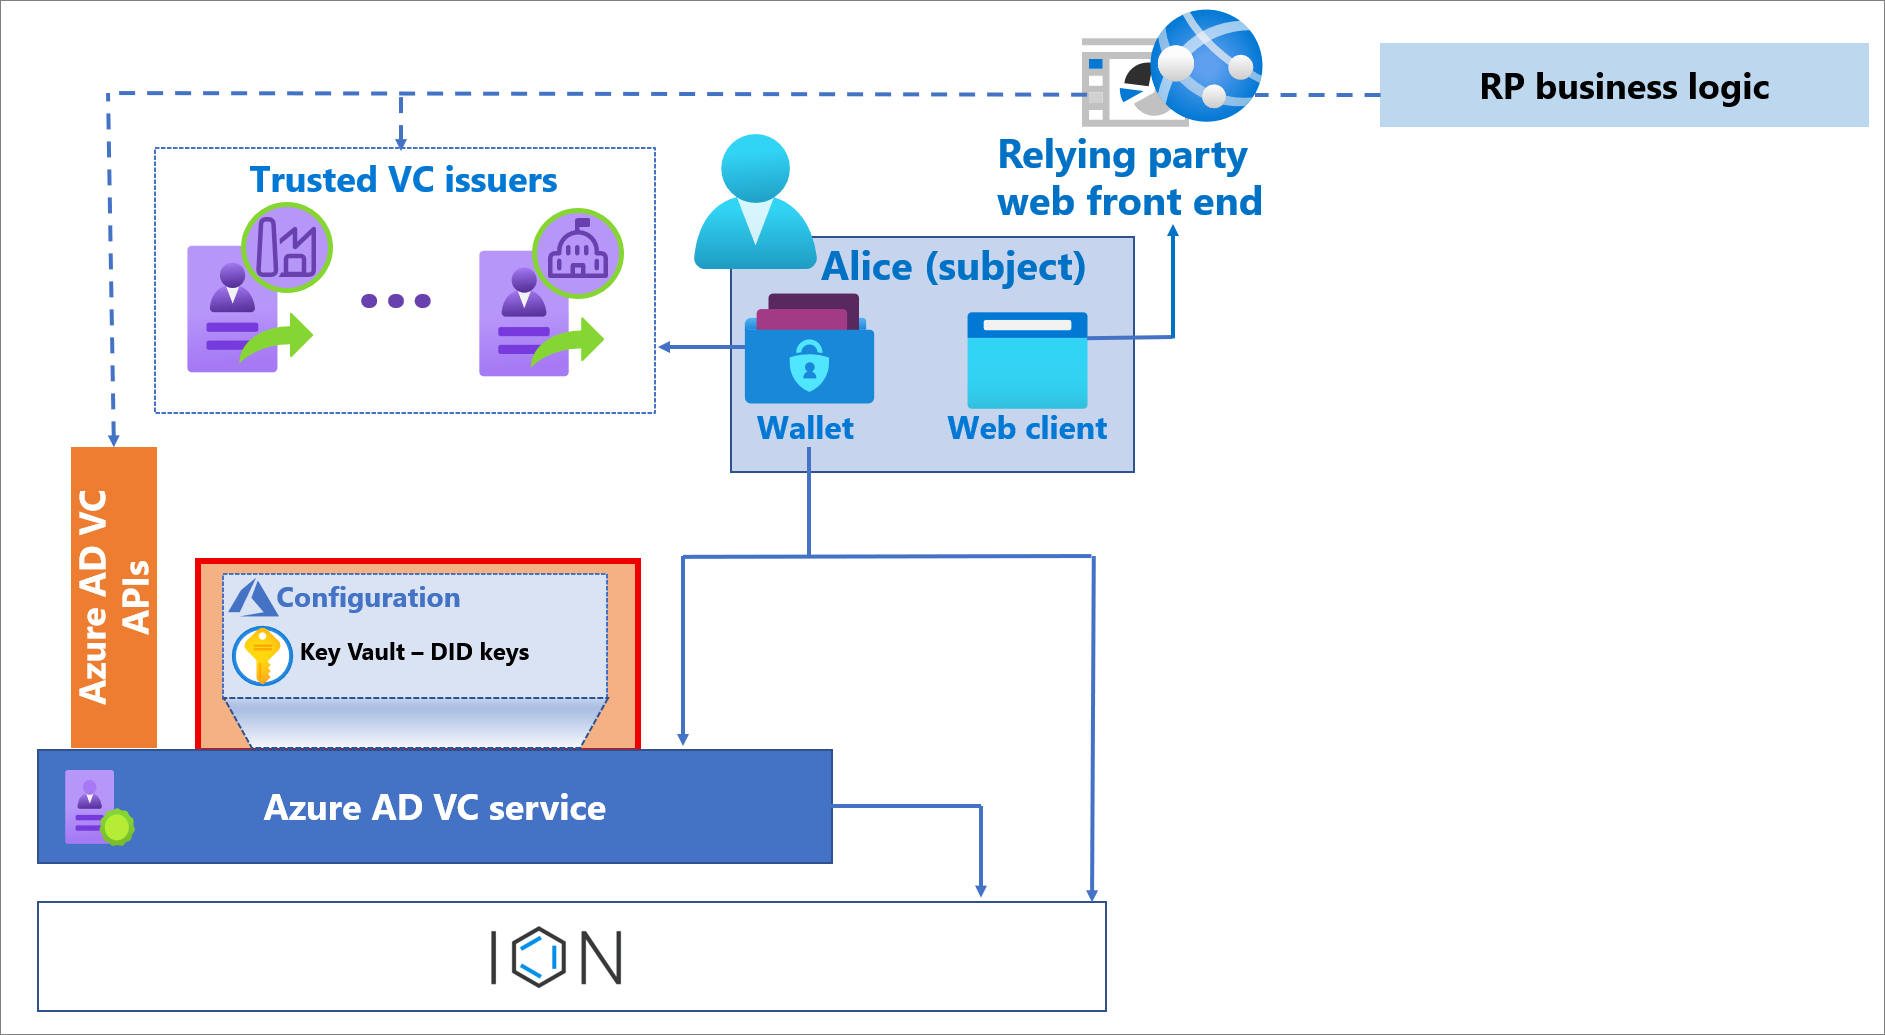 RP business logic
Relying party
web front end
Trusted VC issuers
Alice (subject)
Wallet
Web client
Azure AD VC
APIs
Configuration
Key Vault – DID keys
Azure AD VC service
ION